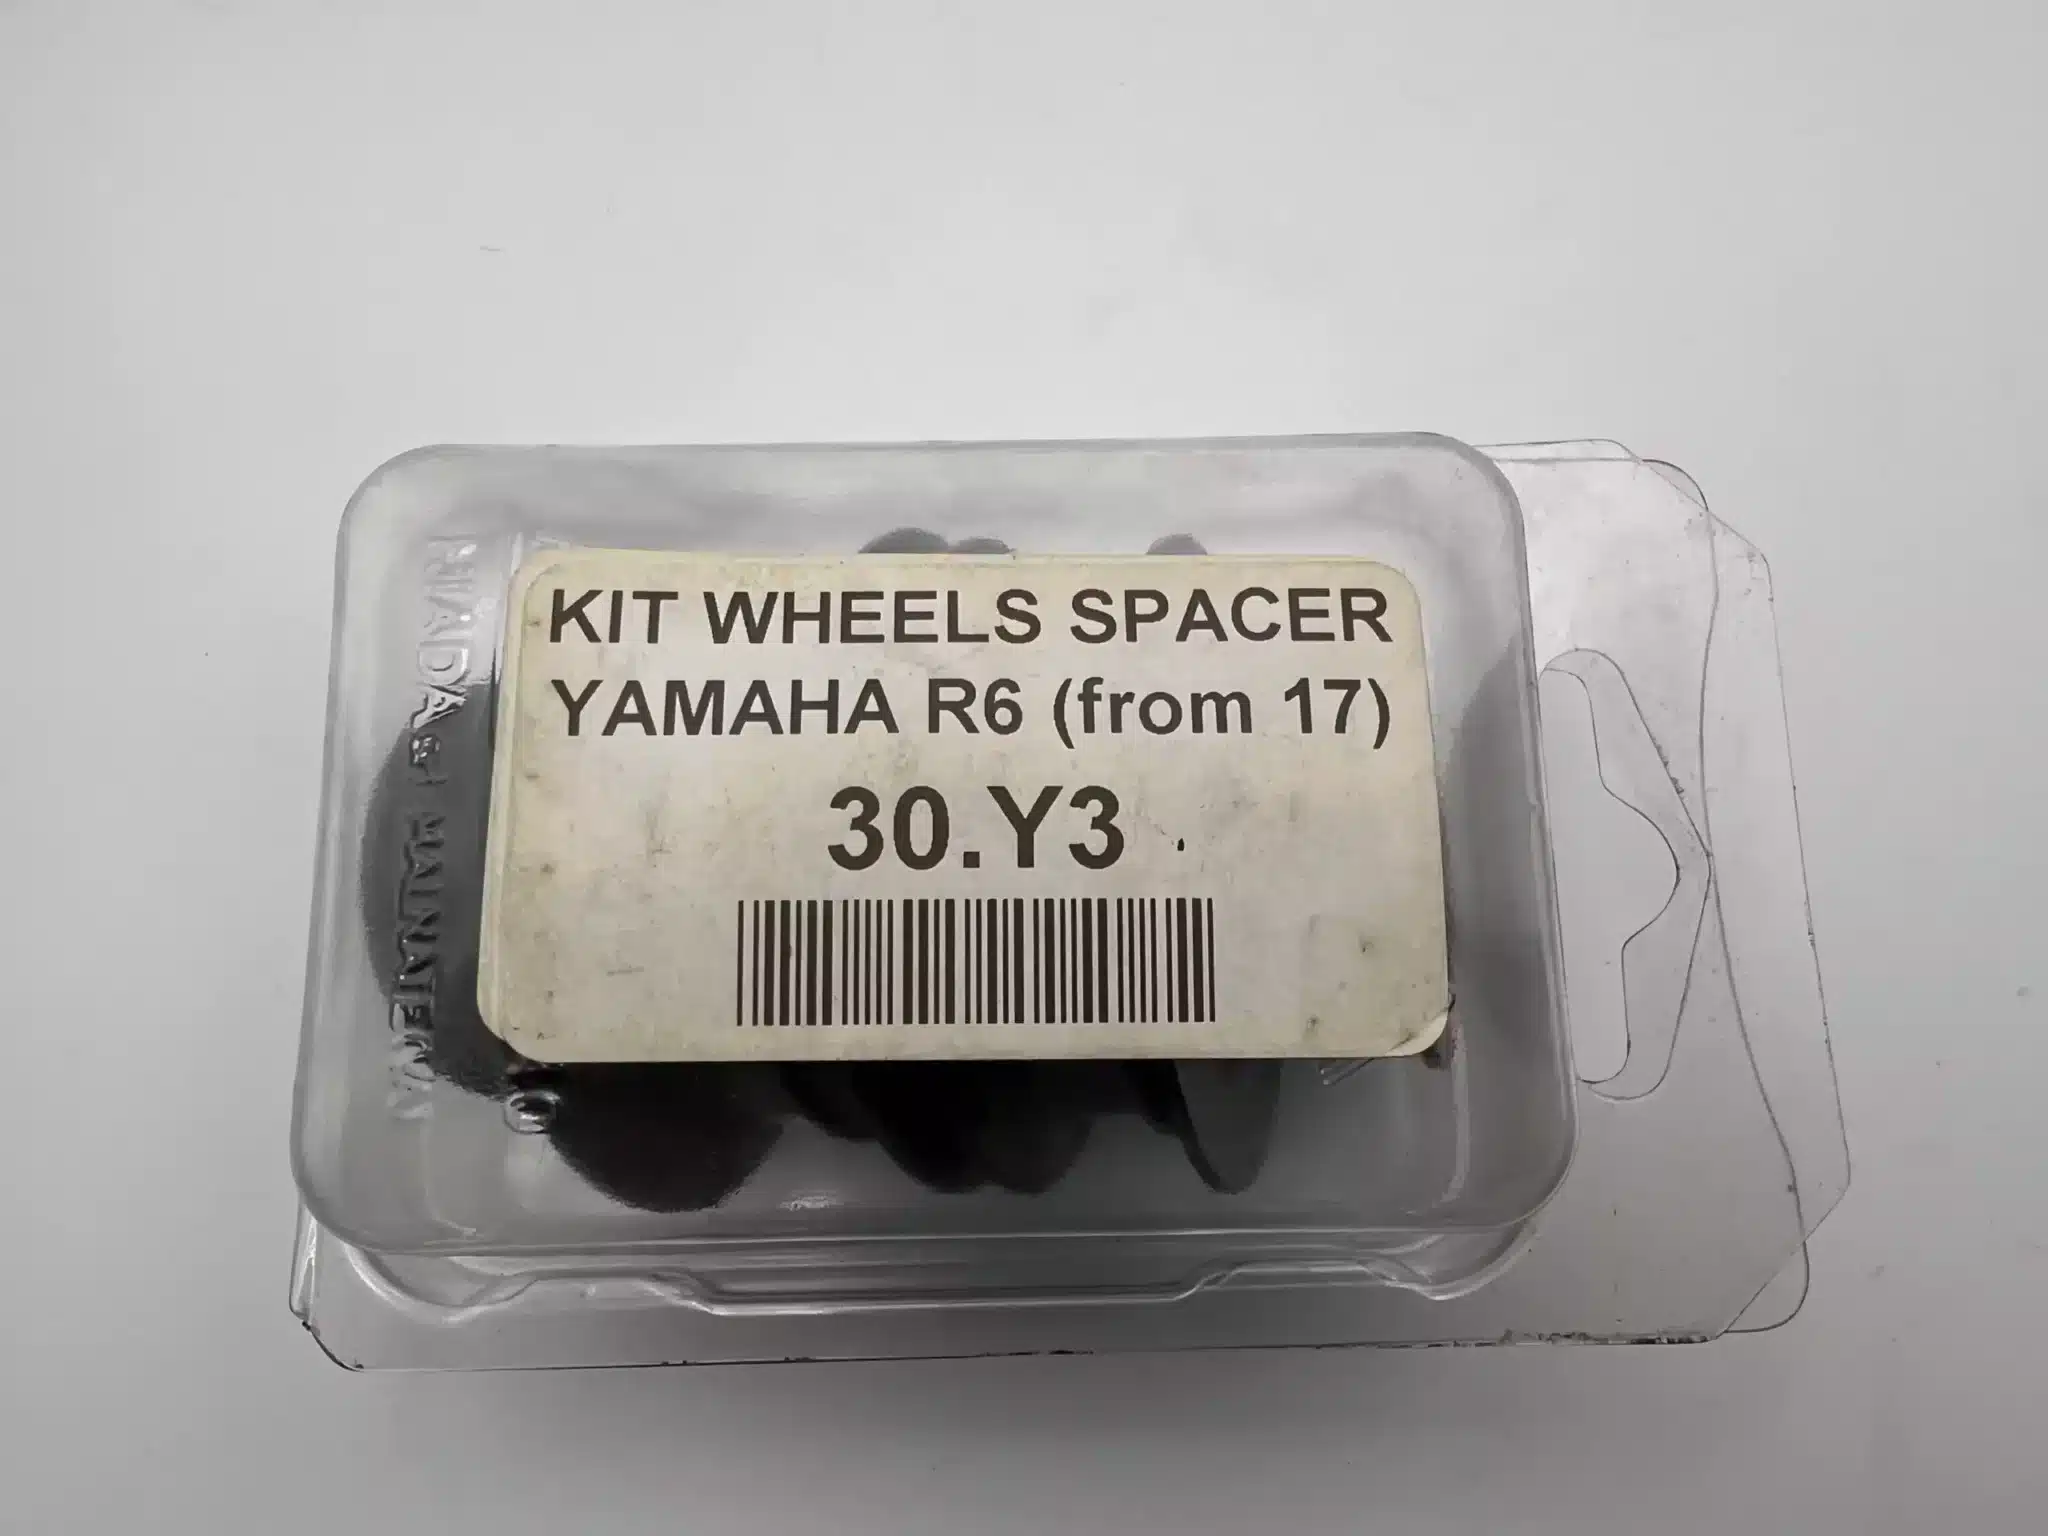 KIT WHEELS SPACER
YAMAHA R6 (from 17)
30.Y3